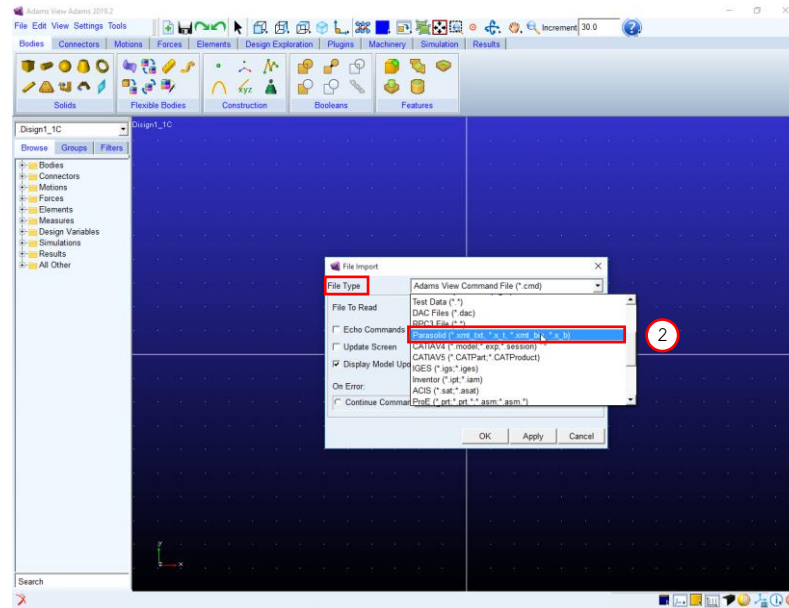 Adams View Adams 2019.2
File Edit View Settings Tools
Increment 30.0
Bodies Connectors Motions Forces Elements Design Exploration Plugins Machinery Simulation Results
xyz
Solids Flexible Bodies Construction Booleans Features
.Disign1_1C
Disign1_1C
Browse Groups Filters
Bodies
Connectors
Motions
Forces
Elements
Measures
Design Variables
Simulations
Results
All Other
File Import
File Type Adams View Command File (*.cmd)
Test Data (*.*)
File To Read
DAC Files (*.dac)
RPC3 File (*.*)
Echo Commands
Parasolid (*.xmt_txt, *.x_t, *.xmt_bin, *.x_b)
2
Update Screen
CATIAV4 (*.model;*.exp;*.session)
CATIAV5 (*.CATPart;*.CATProduct)
Display Model Upo
IGES (*.igs;*.iges)
Inventor (*.ipt;*.iam)
On Error:
ACIS (*.sat;*.asat)
Continue Comman
ProE (*.prt;*.prt.*;*.asm;*.asm.*)
OK Apply Cancel
y
x
Search